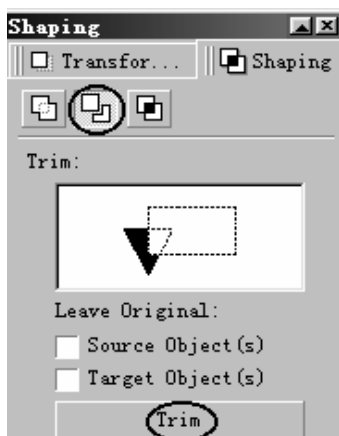 Shaping
Transfor... Shaping
Trim:
Leave Original:
Source Object(s)
Target Object(s)
Trim